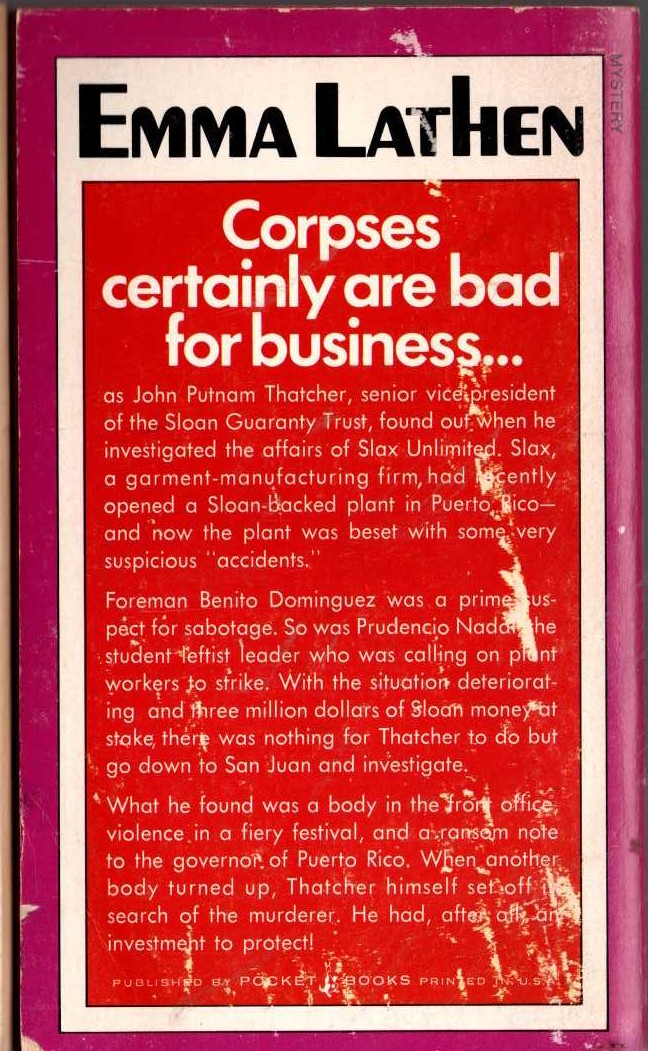 EMMA LATHEN
MYSTERY
Corpses
certainly are bad
for business...
as John Putnam Thatcher, senior vice president
of the Sloan Guaranty Trust, found out when he
investigated the affairs of Slax Unlimited. Slax,
a garment-manufacturing firm, had recently
opened a Sloan-backed plant in Puerto Rico—
and now the plant was beset with some very
suspicious "accidents."
Foreman Benito Dominguez was a prime sus-
pect for sabotage. So was Prudencio Nadal, the
student leftist leader who was calling on plant
workers to strike. With the situation deteriorat-
ing and three million dollars of Sloan money at
stake, there was nothing for Thatcher to do but
go down to San Juan and investigate.
What he found was a body in the front office,
violence in a fiery festival, and a ransom note
to the governor of Puerto Rico. When another
body turned up, Thatcher himself set off in
search of the murderer. He had, after all, an
investment to protect!
PUBLISHED BY POCKET BOOKS PRINTED IN U.S.A.